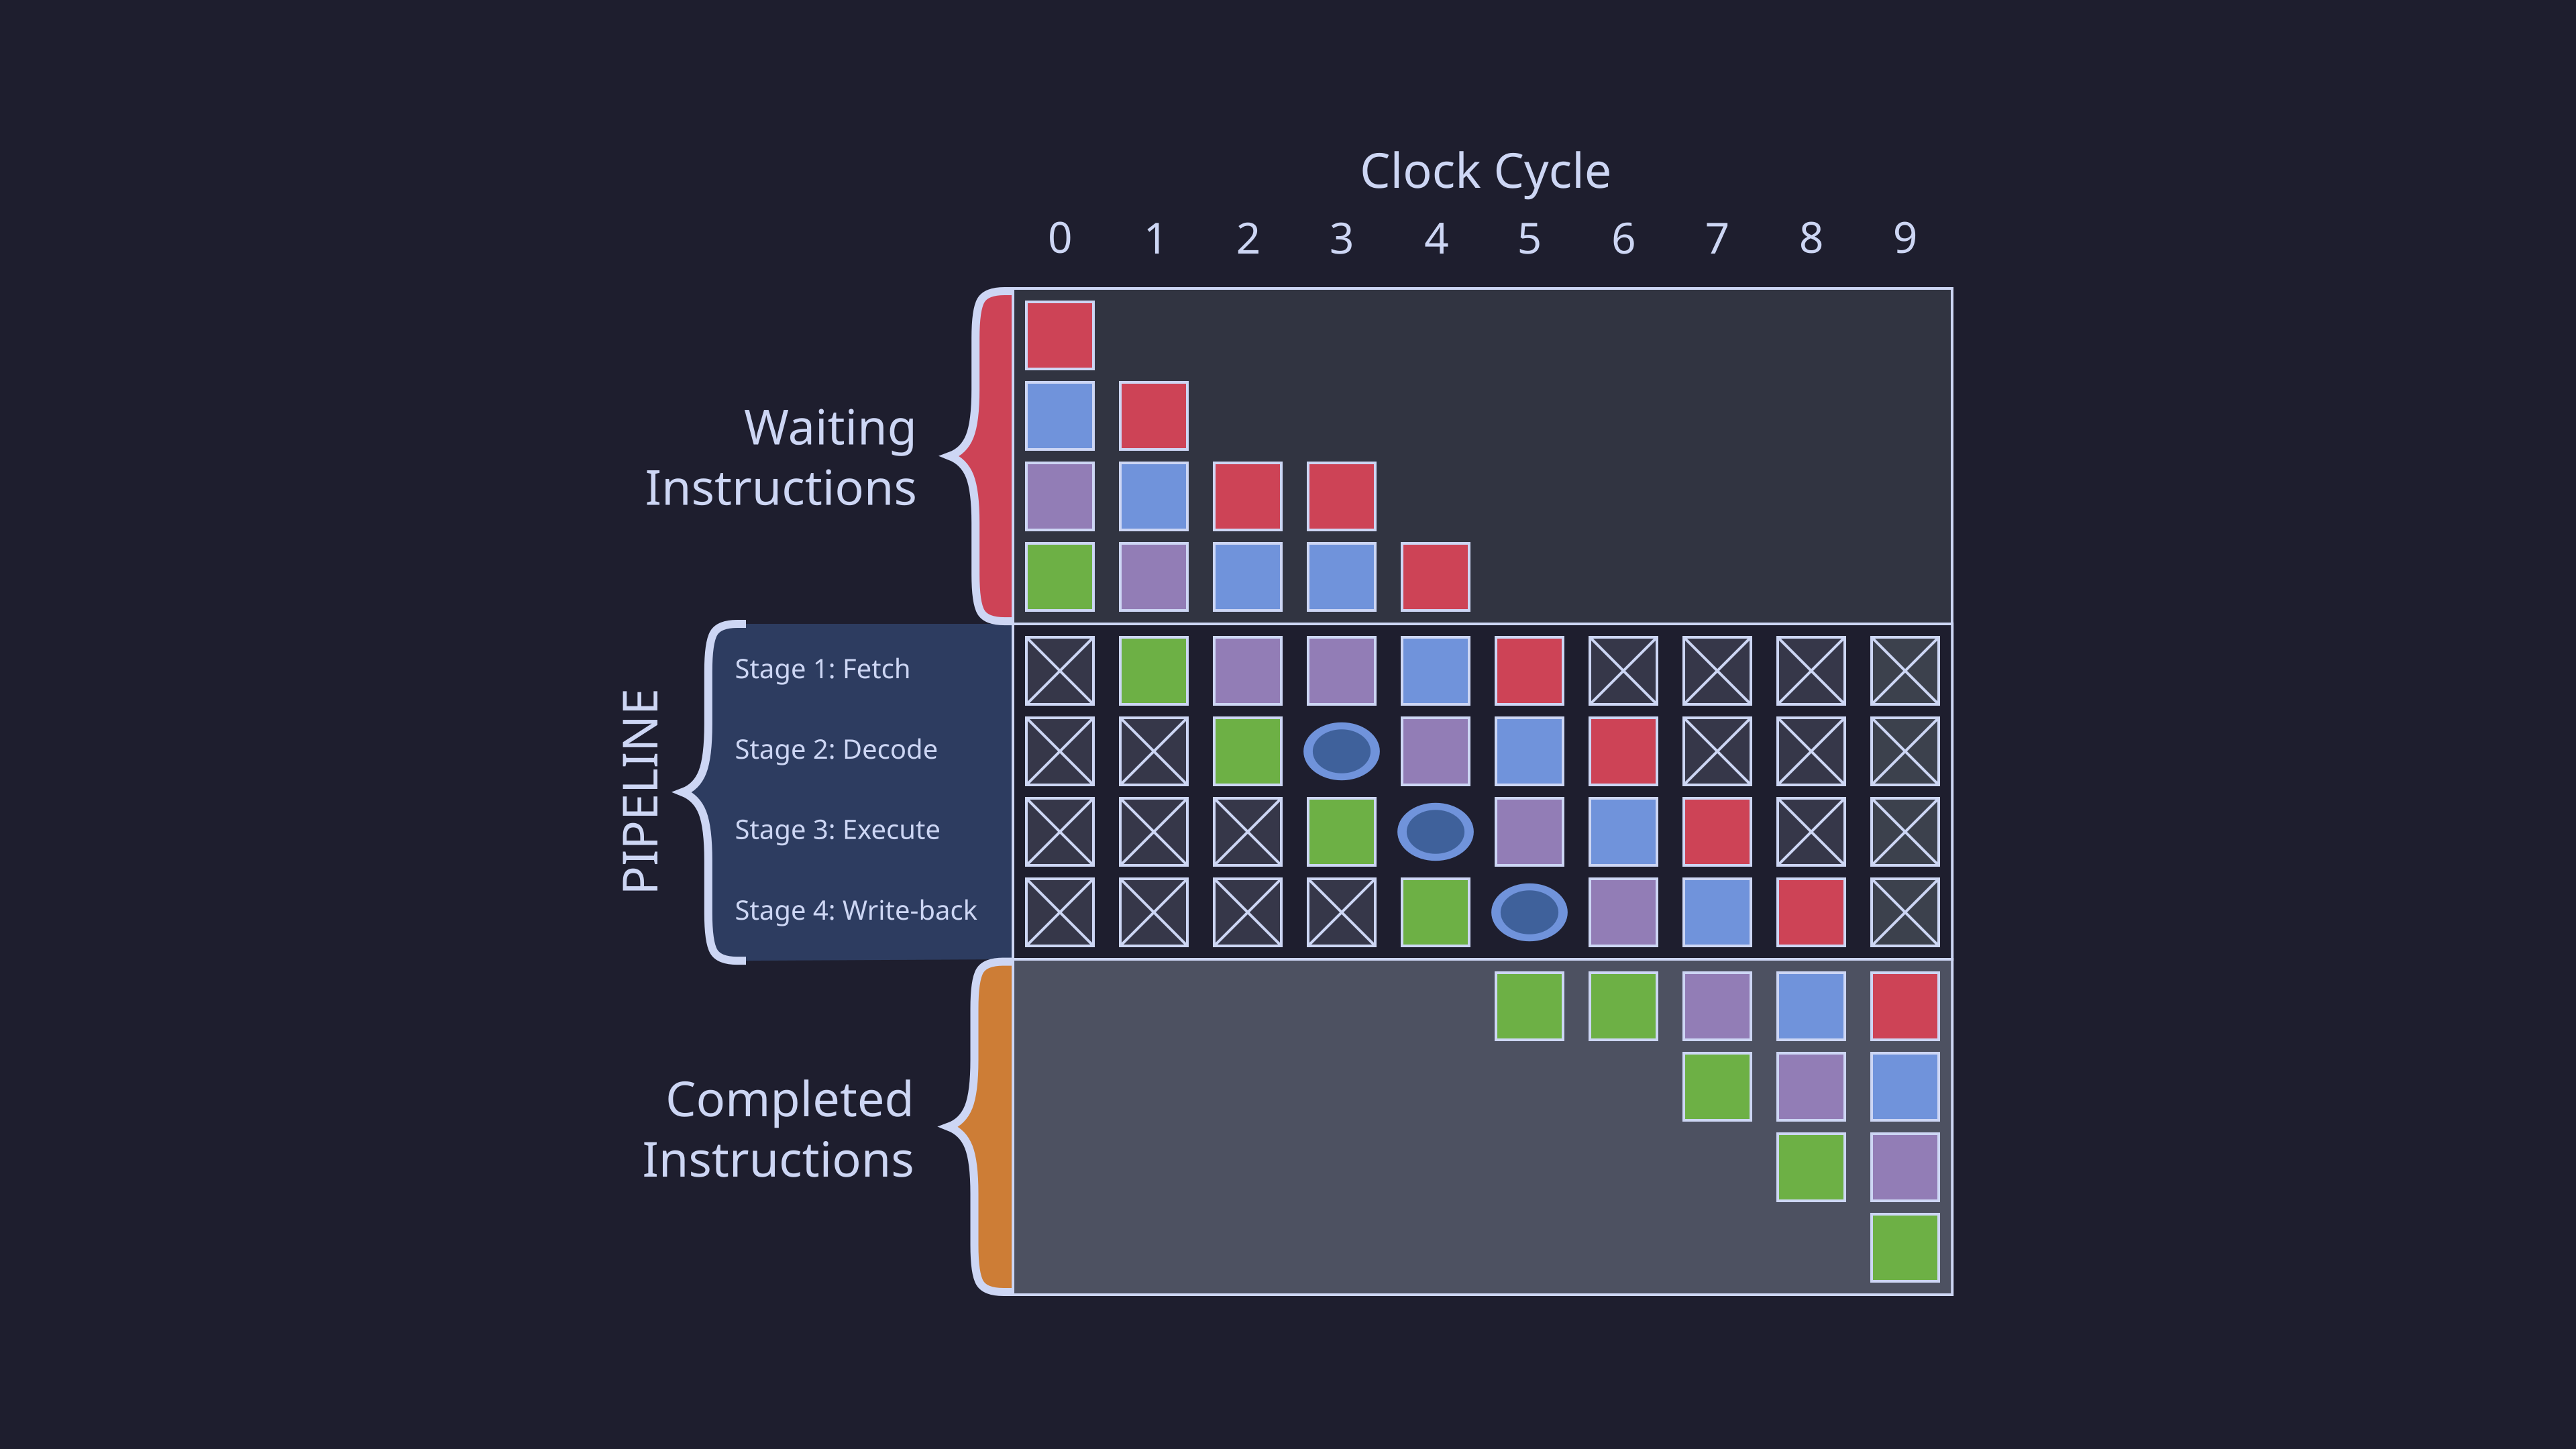 Clock Cycle
0 1 2 3 4 5 6 7 8 9
Waiting
Instructions
PIPELINE
Stage 1: Fetch
Stage 2: Decode
Stage 3: Execute
Stage 4: Write-back
Completed
Instructions